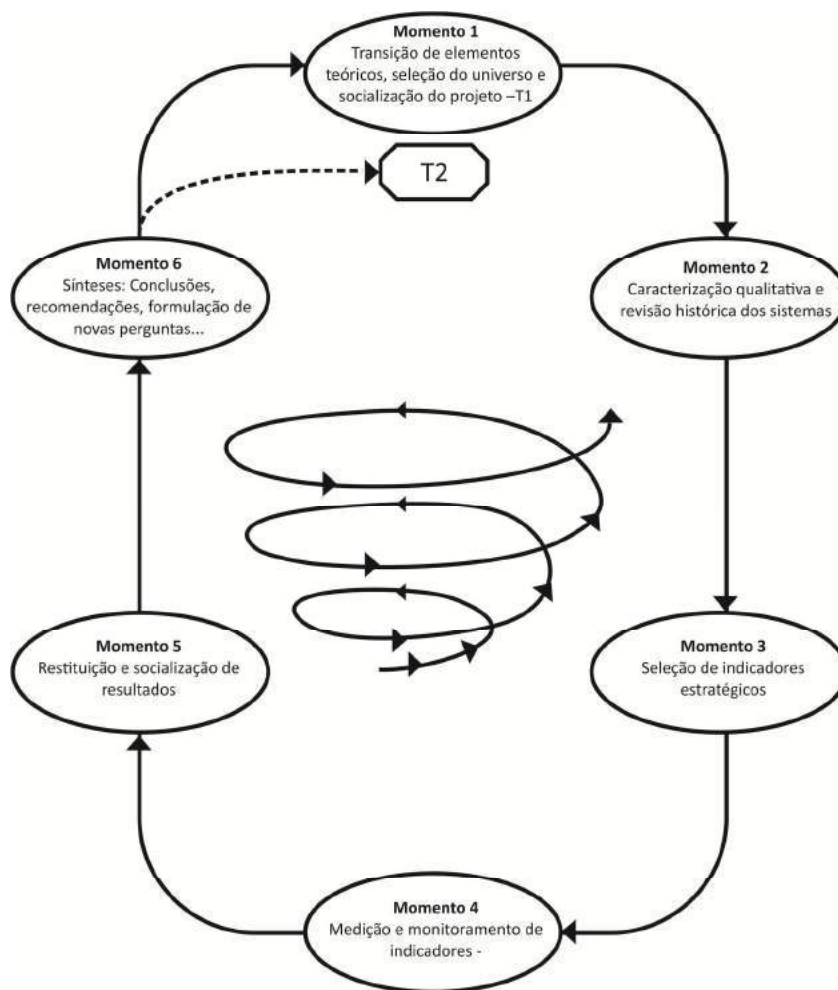 Momento 1
Transição de elementos
teóricos, seleção do universo e
socialização do projeto –T1
T2
Momento 2
Caracterização qualitativa e
revisão histórica dos sistemas
Momento 3
Seleção de indicadores
estratégicos
Momento 4
Medição e monitoramento de
indicadores -
Momento 5
Restituição e socialização de
resultados
Momento 6
Sínteses: Conclusões,
recomendações, formulação de
novas perguntas...